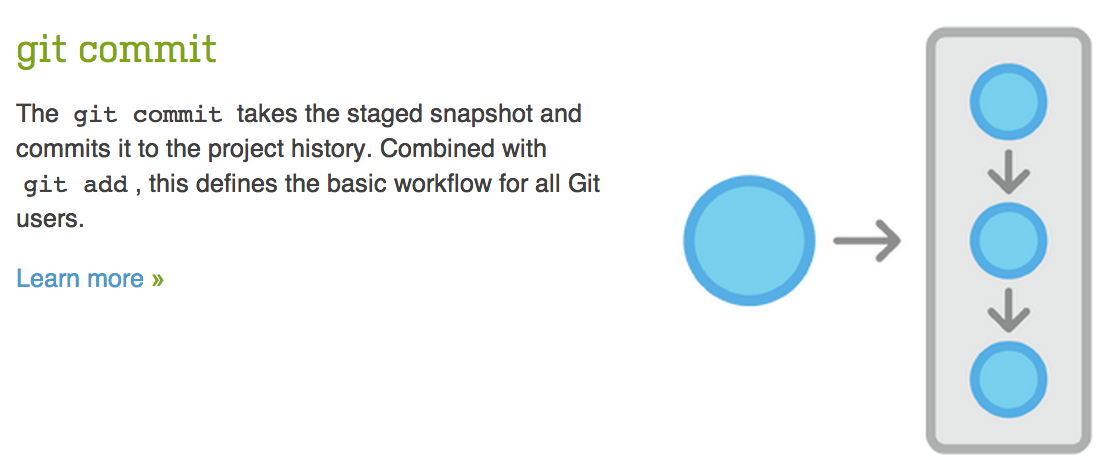 git commit
The git commit takes the staged snapshot and
commits it to the project history. Combined with
git add , this defines the basic workflow for all Git
users.
Learn more »